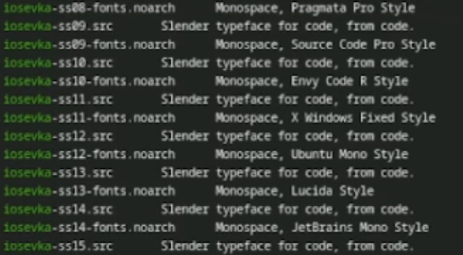 iosevka-ss08-fonts.noarch Monospace, Pragmata Pro Style
iosevka-ss09.src Slender typeface for code, from code.
iosevka-ss09-fonts.noarch Monospace, Source Code Pro Style
iosevka-ss10.src Slender typeface for code, from code.
iosevka-ss10-fonts.noarch Monospace, Envy Code R Style
iosevka-ss11.src Slender typeface for code, from code.
iosevka-ss11-fonts.noarch Monospace, X Windows Fixed Style
iosevka-ss12.src Slender typeface for code, from code.
iosevka-ss12-fonts.noarch Monospace, Ubuntu Mono Style
iosevka-ss13.src Slender typeface for code, from code.
iosevka-ss13-fonts.noarch Monospace, Lucida Style
iosevka-ss14.src Slender typeface for code, from code.
iosevka-ss14-fonts.noarch Monospace, JetBrains Mono Style
iosevka-ss15.src Slender typeface for code, from code.